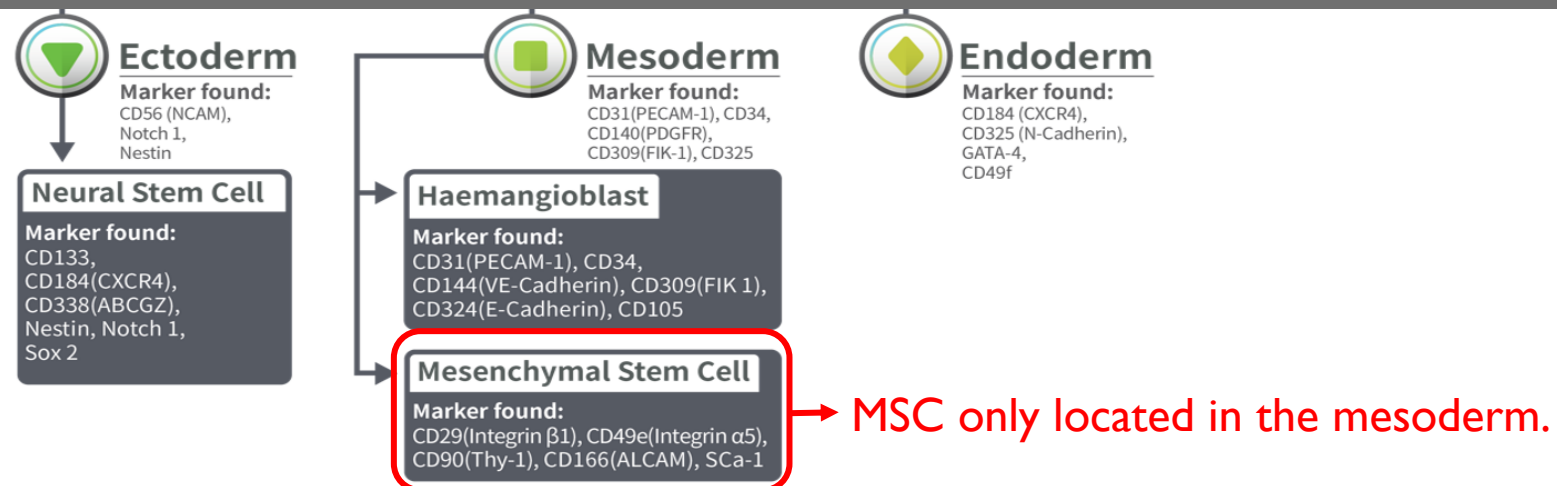 Ectoderm
Marker found:
CD56 (NCAM),
Notch 1,
Nestin
Neural Stem Cell
Marker found:
CD133,
CD184(CXCR4),
CD338(ABCGZ),
Nestin, Notch 1,
Sox 2
Mesoderm
Marker found:
CD31(PECAM-1), CD34,
CD140(PDGFR),
CD309(FIK-1), CD325
Haemangioblast
Marker found:
CD31(PECAM-1), CD34,
CD144(VE-Cadherin), CD309(FIK 1),
CD324(E-Cadherin), CD105
Mesenchymal Stem Cell
Marker found:
CD29(Integrin β1), CD49e(Integrin α5),
CD90(Thy-1), CD166(ALCAM), SCa-1
MSC only located in the mesoderm.
Endoderm
Marker found:
CD184 (CXCR4),
CD325 (N-Cadherin),
GATA-4,
CD49f